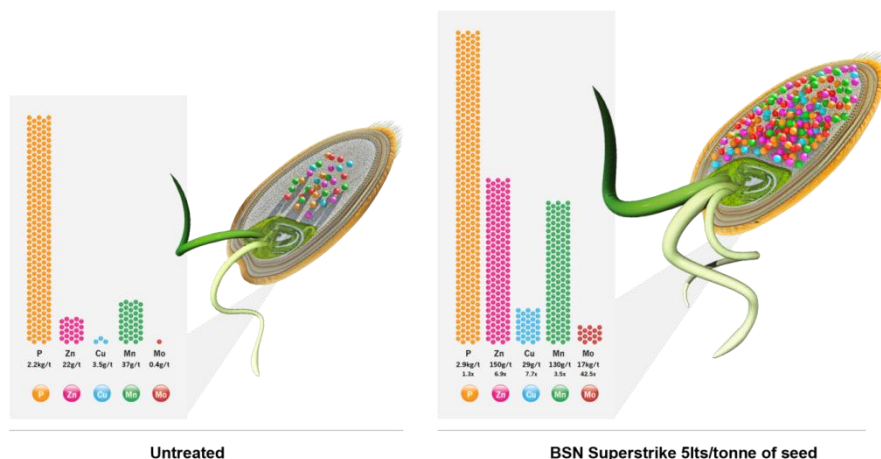 P Zn Cu Mn Mo
2.2kg/t 22g/t 3.5g/t 37g/t 0.4g/t
P Zn Cu Mn Mo
Untreated
P Zn Cu Mn Mo
2.9kg/t 150g/t 29g/t 130g/t 17kg/t
1.3x 6.9x 7.7x 3.5x 42.5x
P Zn Cu Mn Mo
BSN Superstrike 5lts/tonne of seed